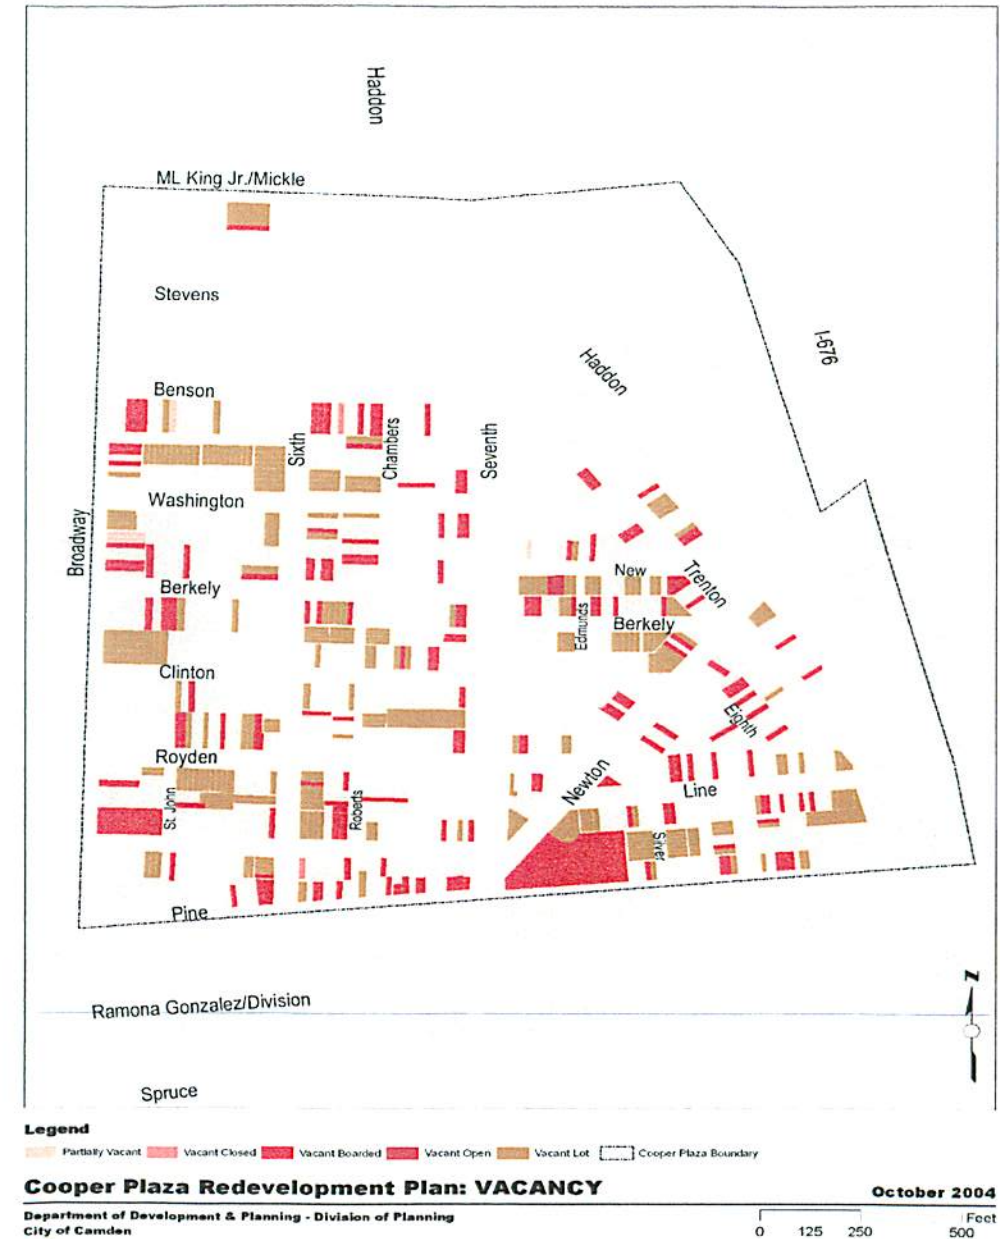 Haddon
ML King Jr./Mickle
Stevens
I-676
Haddon
Benson
Sixth
Chambers
Seventh
Washington
Broadway
New
Trenton
Berkely
Edmunds
Berkely
Clinton
Eighth
Royden
Newton
Line
St. John
Roberds
Silver
Pine
N
Ramona Gonzalez/Division
Spruce
Legend
Partially Vacant Vacant Closed Vacant Boarded Vacant Open Vacant Lot Cooper Plaza Boundary
Cooper Plaza Redevelopment Plan: VACANCY October 2004
Department of Development & Planning - Division of Planning
City of Camden
Feet
0 125 250 500